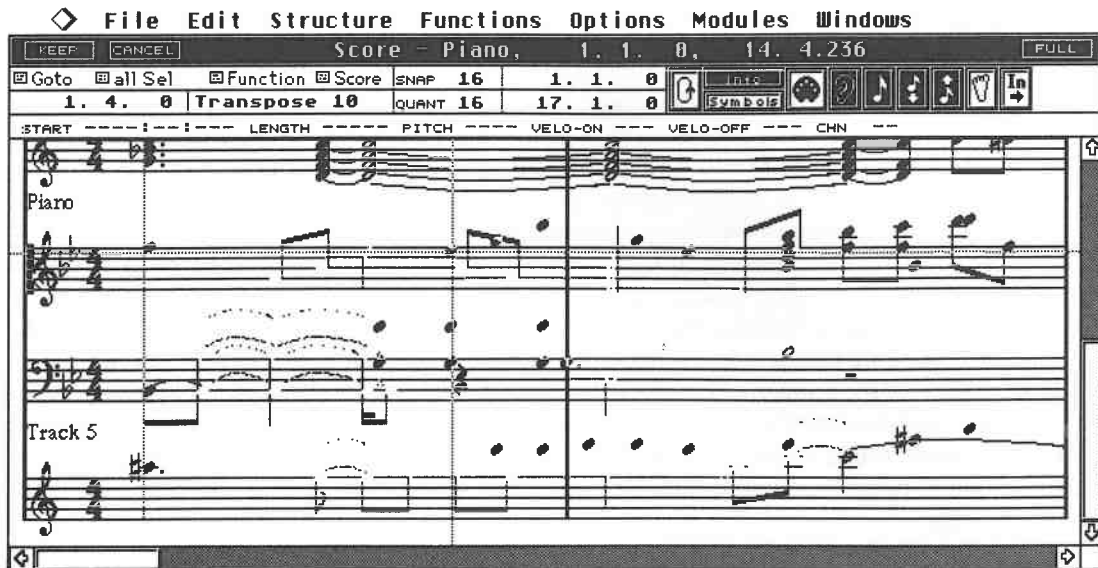 File Edit Structure Functions Options Modules Windows
KEEP CANCEL Score - Piano, 1. 1. 0, 14. 4.236 FULL
Goto all Sel Function Score SNAP 16 1. 1. 0 Info In
1. 4. 0 Transpose 10 QUANT 16 17. 1. 0 Symbols
START ----:--:--- LENGTH ----- PITCH ---- VELO-ON --- VELO-OFF --- CHN --
Piano
Track 5